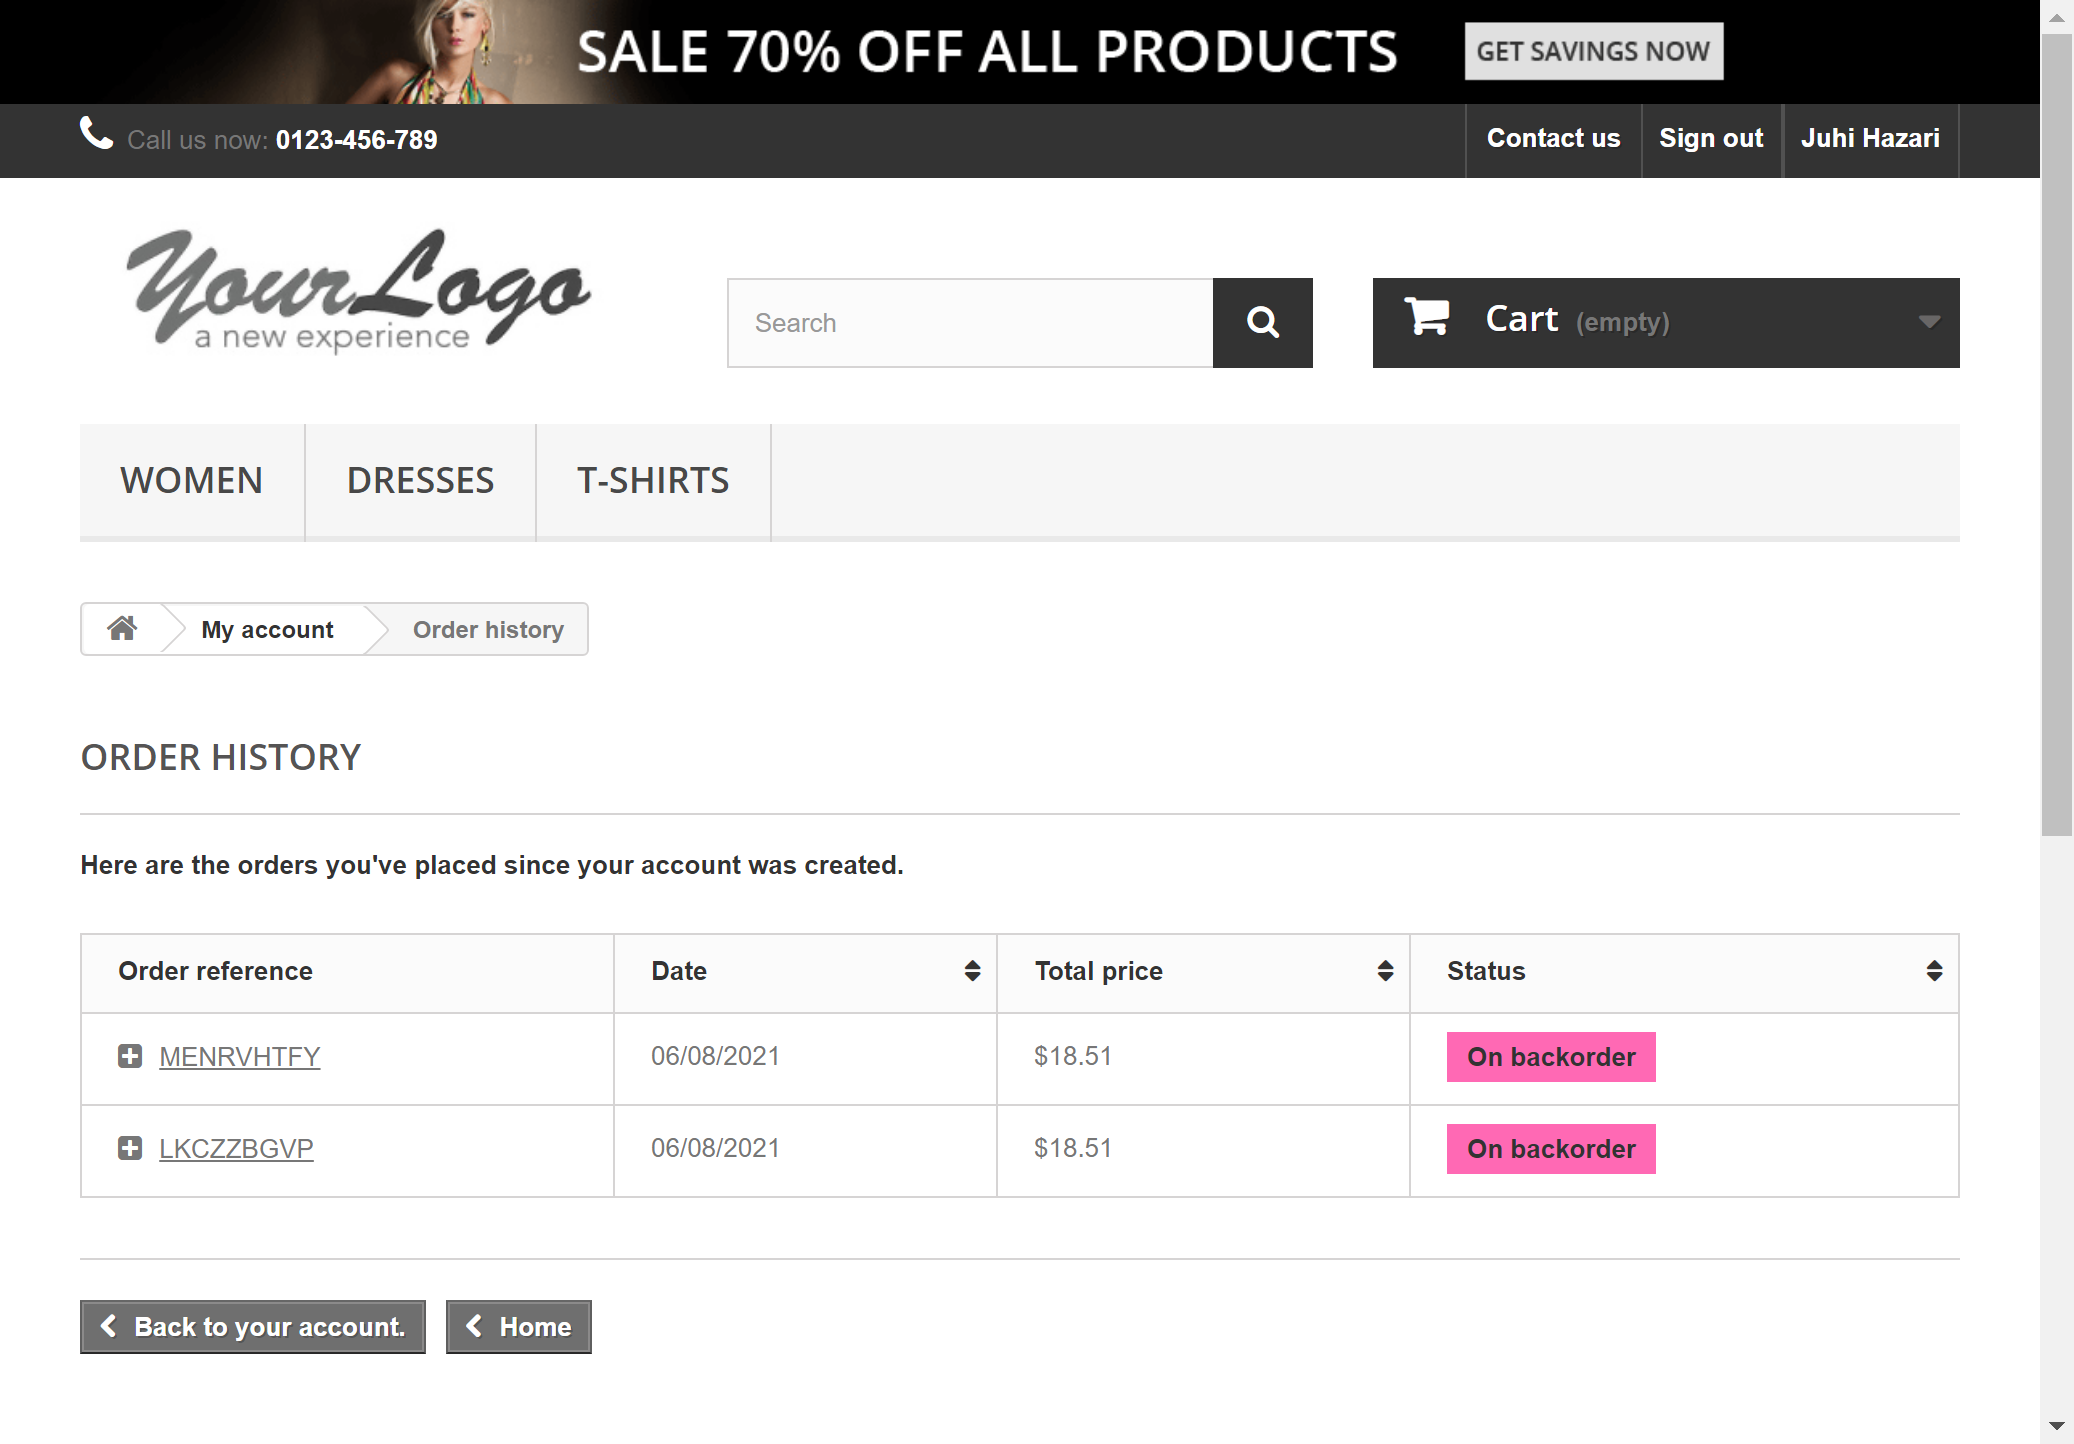 SALE 70% OFF ALL PRODUCTS GET SAVINGS NOW
Call us now: 0123-456-789 Contact us Sign out Juhi Hazari
YourLogo
a new experience
Search
Cart (empty)
WOMEN DRESSES T-SHIRTS
My account Order history
ORDER HISTORY
Here are the orders you've placed since your account was created.
Order reference Date Total price Status
MENRVHTFY 06/08/2021 $18.51 On backorder
LKCZZBGVP 06/08/2021 $18.51 On backorder
Back to your account. Home